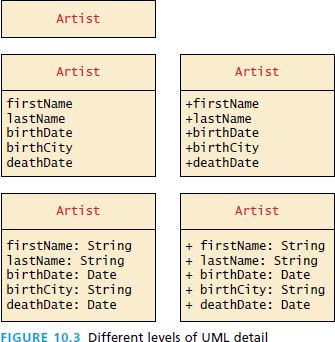 Artist
Artist
firstName
lastName
birthDate
birthCity
deathDate
Artist
+firstName
+lastName
+birthDate
+birthCity
+deathDate
Artist
firstName: String
lastName: String
birthDate: Date
birthCity: String
deathDate: Date
Artist
+ firstName: String
+ lastName: String
+ birthDate: Date
+ birthCity: String
+ deathDate: Date
FIGURE 10.3 Different levels of UML detail